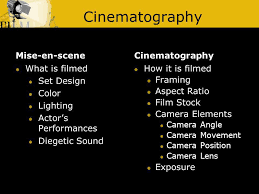 Cinematography
Mise-en-scene
What is filmed
Set Design
Color
Lighting
Actor's
Performances
Diegetic Sound
Cinematography
How it is filmed
Framing
Aspect Ratio
Film Stock
Camera Elements
Camera Angle
Camera Movement
Camera Position
Camera Lens
Exposure